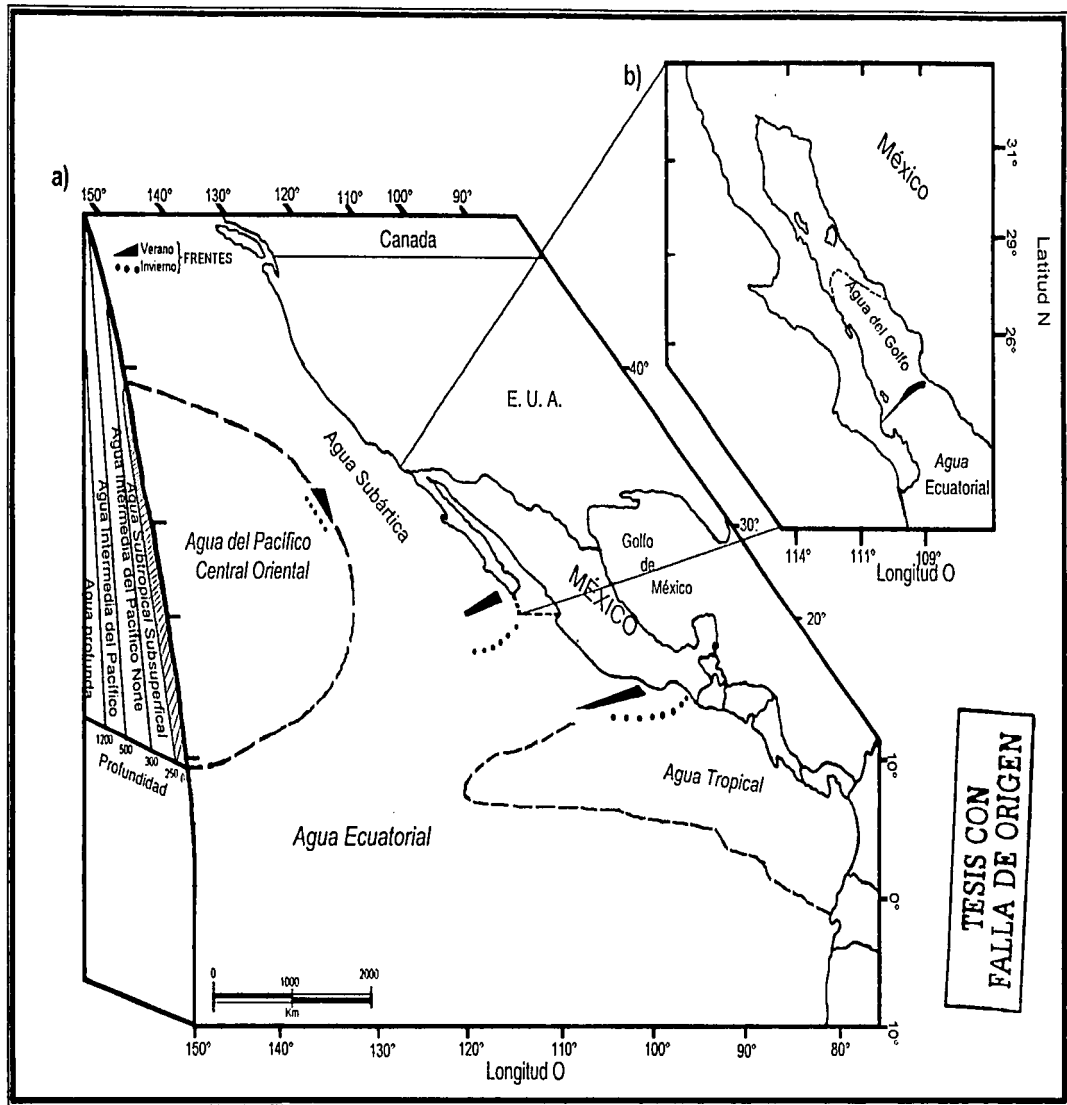 a)
150°
140°
130°
120°
110°
100°
90°
Canada
Verano
Invierno
FRENTES
40°
E. U. A.
Agua Subártica
Agua del Pacífico
Central Oriental
30°
Golfo
de
México
MÉXICO
20°
Agua Subtropical Subsuperfical
Agua Intermedia del Pacífico Norte
Agua Intermedia del Pacífico
Agua profunda
1200
500
300
250
Profundidad
Agua Tropical
Agua Ecuatorial
0°
10°
0
1000
2000
Km
150°
140°
130°
120°
110°
100°
90°
80°
Longitud O
b)
México
31°
29°
26°
Latitud N
Agua del Golfo
Agua
Ecuatorial
114°
111°
109°
Longitud O
TESIS CON
FALLA DE ORIGEN